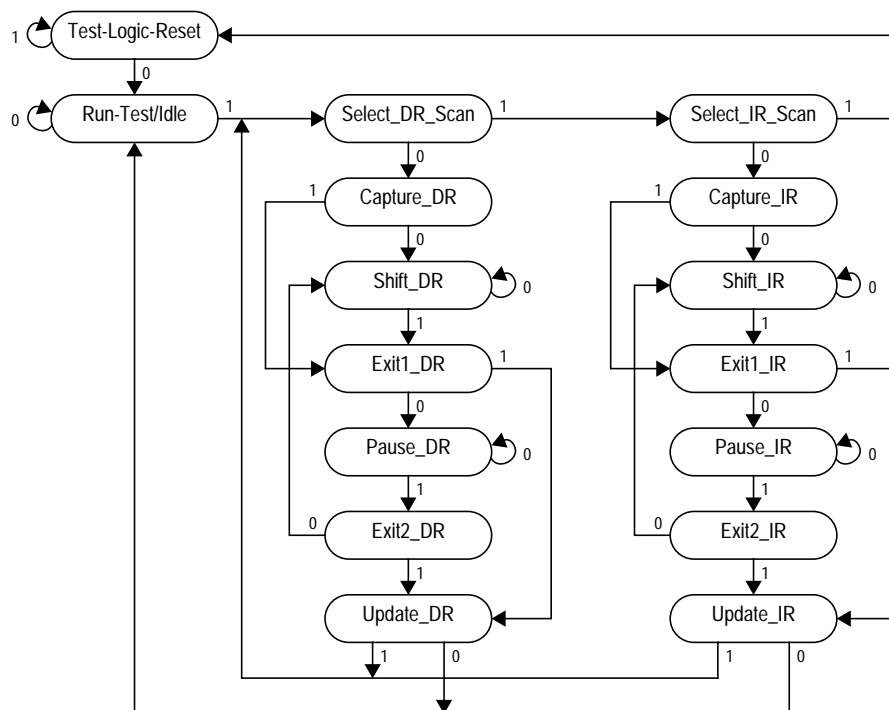 Test-Logic-Reset
1
0
Run-Test/Idle
0
1
Select_DR_Scan
1
Select_IR_Scan
1
0
0
1
Capture_DR
1
Capture_IR
0
0
Shift_DR
0
Shift_IR
0
1
1
Exit1_DR
1
Exit1_IR
1
0
0
Pause_DR
0
Pause_IR
0
1
1
0
Exit2_DR
0
Exit2_IR
1
1
Update_DR
Update_IR
1
0
1
0